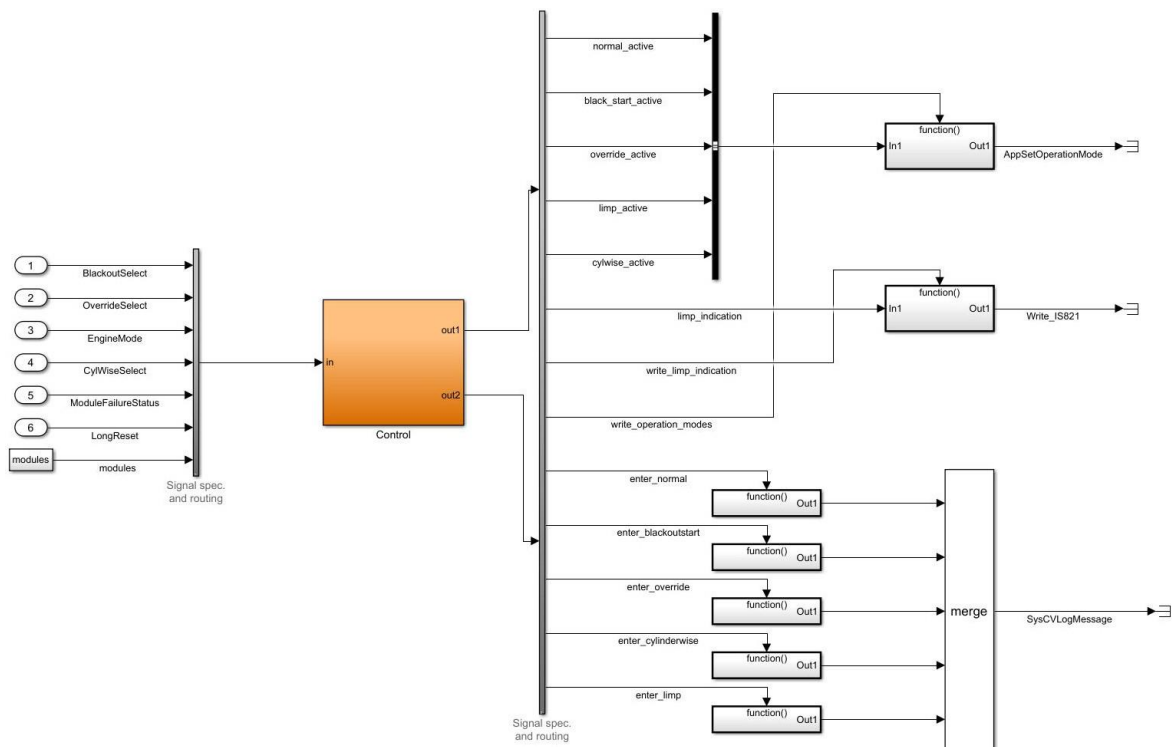 1
BlackoutSelect
2
OverrideSelect
3
EngineMode
4
CylWiseSelect
5
ModuleFailureStatus
6
LongReset
modules
modules
Signal spec.
and routing
in
out1
out2
Control
normal_active
black_start_active
override_active
limp_active
cylwise_active
limp_indication
write_limp_indication
write_operation_modes
enter_normal
enter_blackoutstart
enter_override
enter_cylinderwise
enter_limp
Signal spec.
and routing
function()
In1
Out1
AppSetOperationMode
function()
In1
Out1
Write_IS821
function()
Out1
function()
Out1
function()
Out1
function()
Out1
function()
Out1
merge
SysCVLogMessage